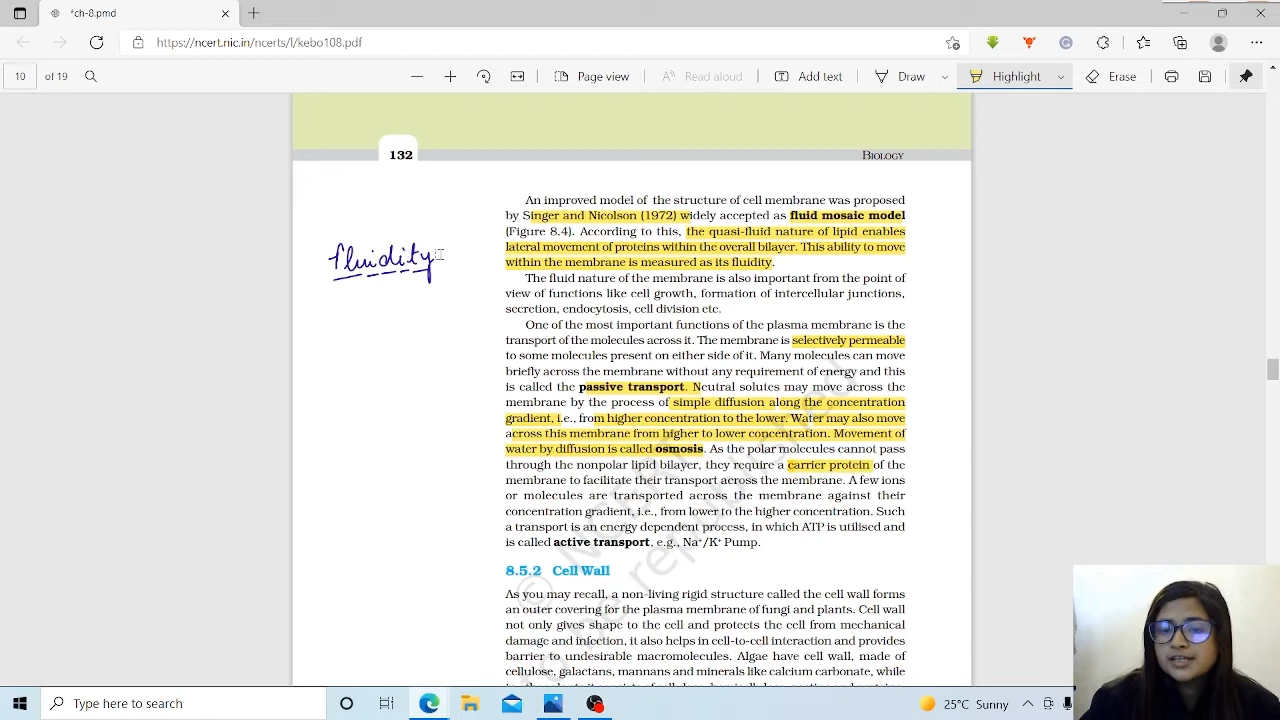 *ch-8.pmd
https://ncert.nic.in/ncerts/l/kebo108.pdf
10 of 19
Page view
Read aloud
Add text
Draw
Highlight
Erase
132
BIOLOGY
An improved model of the structure of cell membrane was proposed
by Singer and Nicolson (1972) widely accepted as fluid mosaic model
(Figure 8.4). According to this, the quasi-fluid nature of lipid enables
lateral movement of proteins within the overall bilayer. This ability to move
within the membrane is measured as its fluidity.
fluidity
The fluid nature of the membrane is also important from the point of
view of functions like cell growth, formation of intercellular junctions,
secretion, endocytosis, cell division etc.
One of the most important functions of the plasma membrane is the
transport of the molecules across it. The membrane is selectively permeable
to some molecules present on either side of it. Many molecules can move
briefly across the membrane without any requirement of energy and this
is called the passive transport. Neutral solutes may move across the
membrane by the process of simple diffusion along the concentration
gradient, i.e., from higher concentration to the lower. Water may also move
across this membrane from higher to lower concentration. Movement of
water by diffusion is called osmosis. As the polar molecules cannot pass
through the nonpolar lipid bilayer, they require a carrier protein of the
membrane to facilitate their transport across the membrane. A few ions
or molecules are transported across the membrane against their
concentration gradient, i.e., from lower to the higher concentration. Such
a transport is an energy dependent process, in which ATP is utilised and
is called active transport, e.g., Na⁺/K⁺ Pump.
8.5.2 Cell Wall
As you may recall, a non-living rigid structure called the cell wall forms
an outer covering for the plasma membrane of fungi and plants. Cell wall
not only gives shape to the cell and protects the cell from mechanical
damage and infection, it also helps in cell-to-cell interaction and provides
barrier to undesirable macromolecules. Algae have cell wall, made of
cellulose, galactans, mannans and minerals like calcium carbonate, while
Type here to search
25°C Sunny